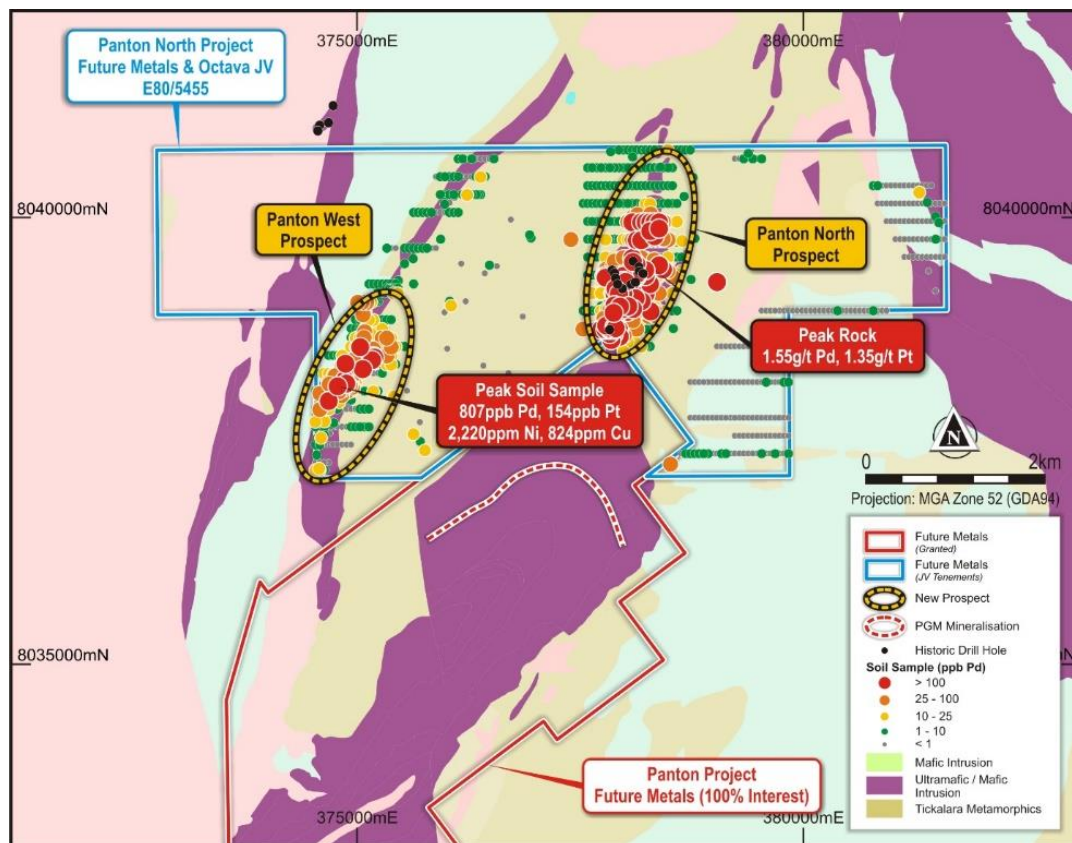 375000mE
380000mE
Panton North Project
Future Metals & Octava JV
E80/5455
8040000mN
8040000mN
Panton West
Prospect
Panton North
Prospect
Peak Rock
1.55g/t Pd, 1.35g/t Pt
Peak Soil Sample
807ppb Pd, 154ppb Pt
2,220ppm Ni, 824ppm Cu
N
0
2km
Projection: MGA Zone 52 (GDA94)
Future Metals
(Granted)
Future Metals
(JV Tenements)
New Prospect
PGM Mineralisation
Historic Drill Hole
Soil Sample (ppb Pd)
> 100
25 - 100
10 - 25
1 - 10
< 1
Mafic Intrusion
Ultramafic / Mafic
Intrusion
Tickalara Metamorphics
8035000mN
N
Panton Project
Future Metals (100% Interest)
375000mE
380000mE